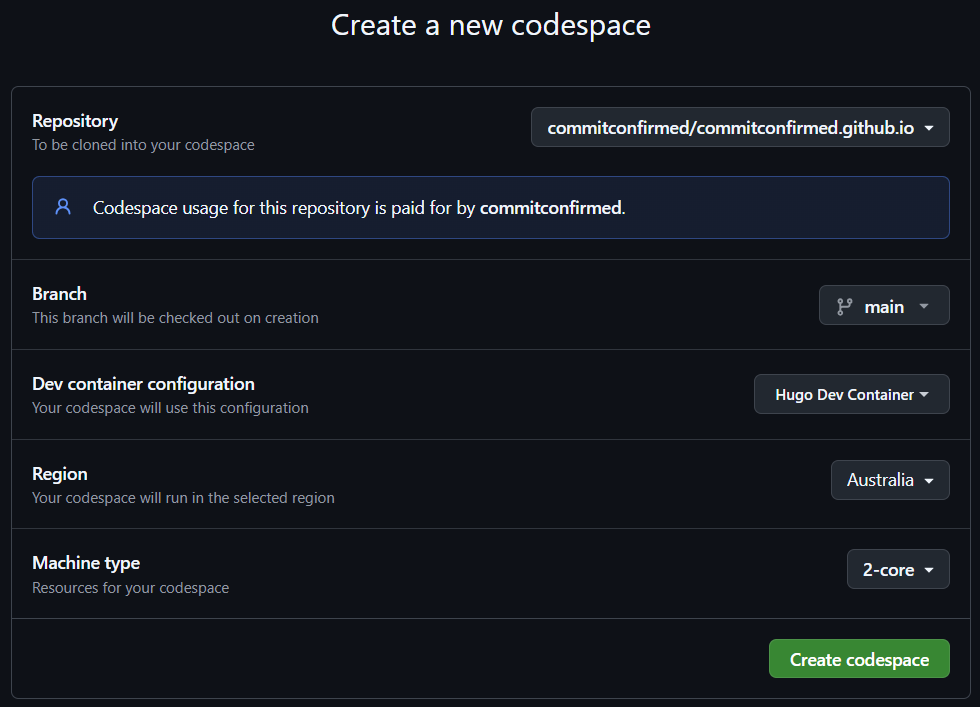 Create a new codespace
Repository
commitconfirmed/commitconfirmed.github.io
To be cloned into your codespace
Codespace usage for this repository is paid for by commitconfirmed.
Branch
main
This branch will be checked out on creation
Dev container configuration
Hugo Dev Container
Your codespace will use this configuration
Region
Australia
Your codespace will run in the selected region
Machine type
2-core
Resources for your codespace
Create codespace